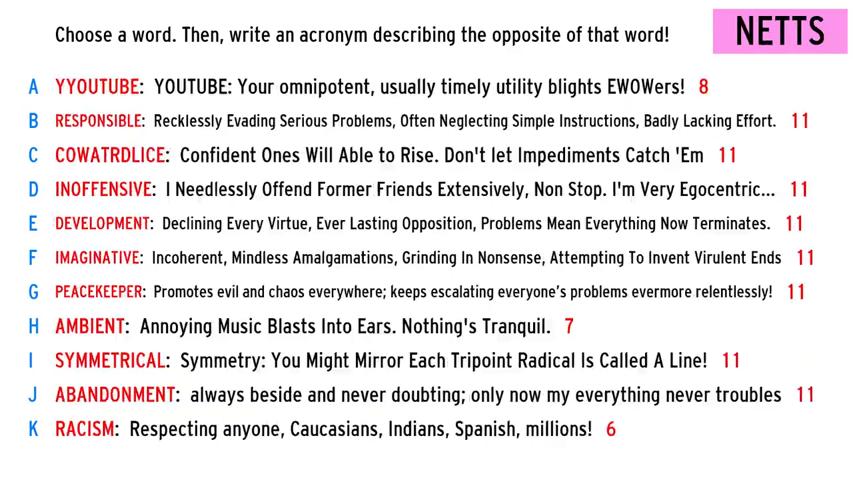 Choose a word. Then, write an acronym describing the opposite of that word!
NETTS
A YYOUTUBE: YOUTUBE: Your omnipotent, usually timely utility blights EWOWers! 8
B RESPONSIBLE: Recklessly Evading Serious Problems, Often Neglecting Simple Instructions, Badly Lacking Effort. 11
C COWATRDLICE: Confident Ones Will Able to Rise. Don't let Impediments Catch 'Em 11
D INOFFENSIVE: I Needlessly Offend Former Friends Extensively, Non Stop. I'm Very Egocentric... 11
E DEVELOPMENT: Declining Every Virtue, Ever Lasting Opposition, Problems Mean Everything Now Terminates. 11
F IMAGINATIVE: Incoherent, Mindless Amalgamations, Grinding In Nonsense, Attempting To Invent Virulent Ends 11
G PEACEKEEPER: Promotes evil and chaos everywhere; keeps escalating everyone's problems evermore relentlessly! 11
H AMBIENT: Annoying Music Blasts Into Ears. Nothing's Tranquil. 7
I SYMMETRICAL: Symmetry: You Might Mirror Each Tripoint Radical Is Called A Line! 11
J ABANDONMENT: always beside and never doubting; only now my everything never troubles 11
K RACISM: Respecting anyone, Caucasians, Indians, Spanish, millions! 6